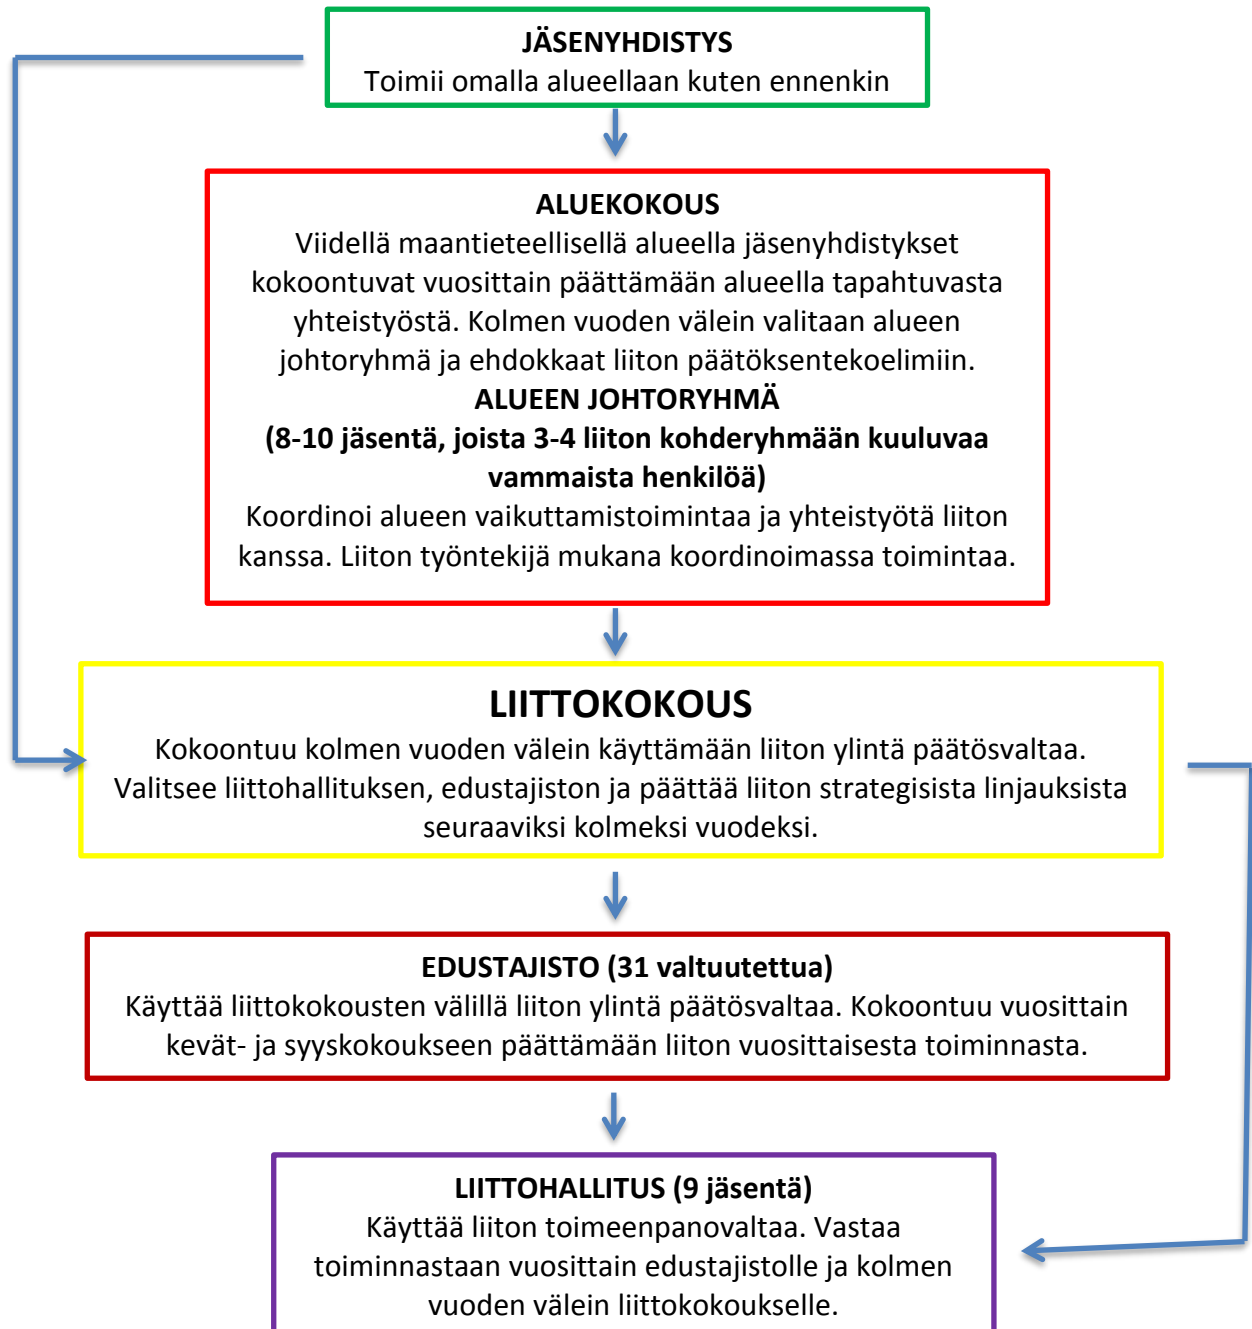 JÄSENYHDISTYS
Toimii omalla alueellaan kuten ennenkin
ALUEKOKOUS
Viidellä maantieteellisellä alueella jäsenyhdistykset
kokoontuvat vuosittain päättämään alueella tapahtuvasta
yhteistyöstä. Kolmen vuoden välein valitaan alueen
johtoryhmä ja ehdokkaat liiton päätöksentekoelimiin.
ALUEEN JOHTORYHMÄ
(8-10 jäsentä, joista 3-4 liiton kohderyhmään kuuluvaa
vammaista henkilöä)
Koordinoi alueen vaikuttamistoimintaa ja yhteistyötä liiton
kanssa. Liiton työntekijä mukana koordinoimassa toimintaa.
LIITTOKOKOUS
Kokoontuu kolmen vuoden välein käyttämään liiton ylintä päätösvaltaa.
Valitsee liittohallituksen, edustajiston ja päättää liiton strategisista linjauksista
seuraaviksi kolmeksi vuodeksi.
EDUSTAJISTO (31 valtuutettua)
Käyttää liittokokousten välillä liiton ylintä päätösvaltaa. Kokoontuu vuosittain
kevät- ja syyskokoukseen päättämään liiton vuosittaisesta toiminnasta.
LIITTOHALLITUS (9 jäsentä)
Käyttää liiton toimeenpanovaltaa. Vastaa
toiminnastaan vuosittain edustajistolle ja kolmen
vuoden välein liittokokoukselle.